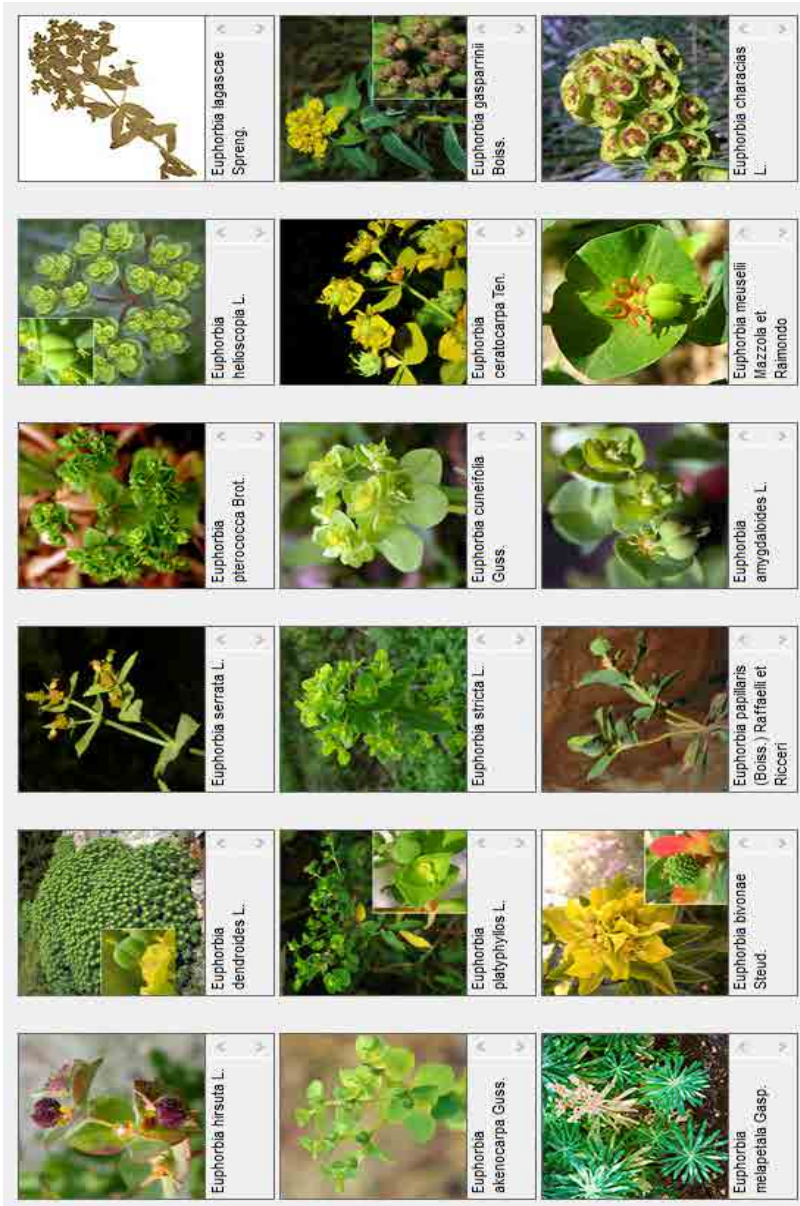 Euphorbia hirsuta L.
Euphorbia
dendroides L.
Euphorbia serrata L.
Euphorbia
pterococca Brot.
Euphorbia
helioscopia L.
Euphorbia lagascae
Spreng.
Euphorbia
akenocarpa Guss.
Euphorbia
platyphyllos L.
Euphorbia stricta L.
Euphorbia cuneifolia
Guss.
Euphorbia
ceratocarpa Ten.
Euphorbia gasparrinii
Boiss.
Euphorbia
melapetala Gasp.
Euphorbia bivonae
Steud.
Euphorbia papillaris
(Boiss.) Raffaelli et
Ricceri
Euphorbia
amygdaloides L.
Euphorbia meuselii
Mazzola et
Raimondo
Euphorbia characias
L.